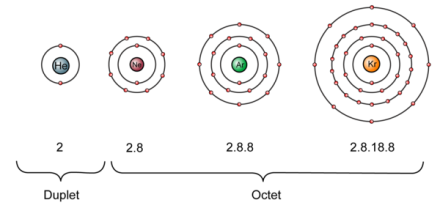 He Ne Ar Kr
2 2.8 2.8.8 2.8.18.8
Duplet Octet